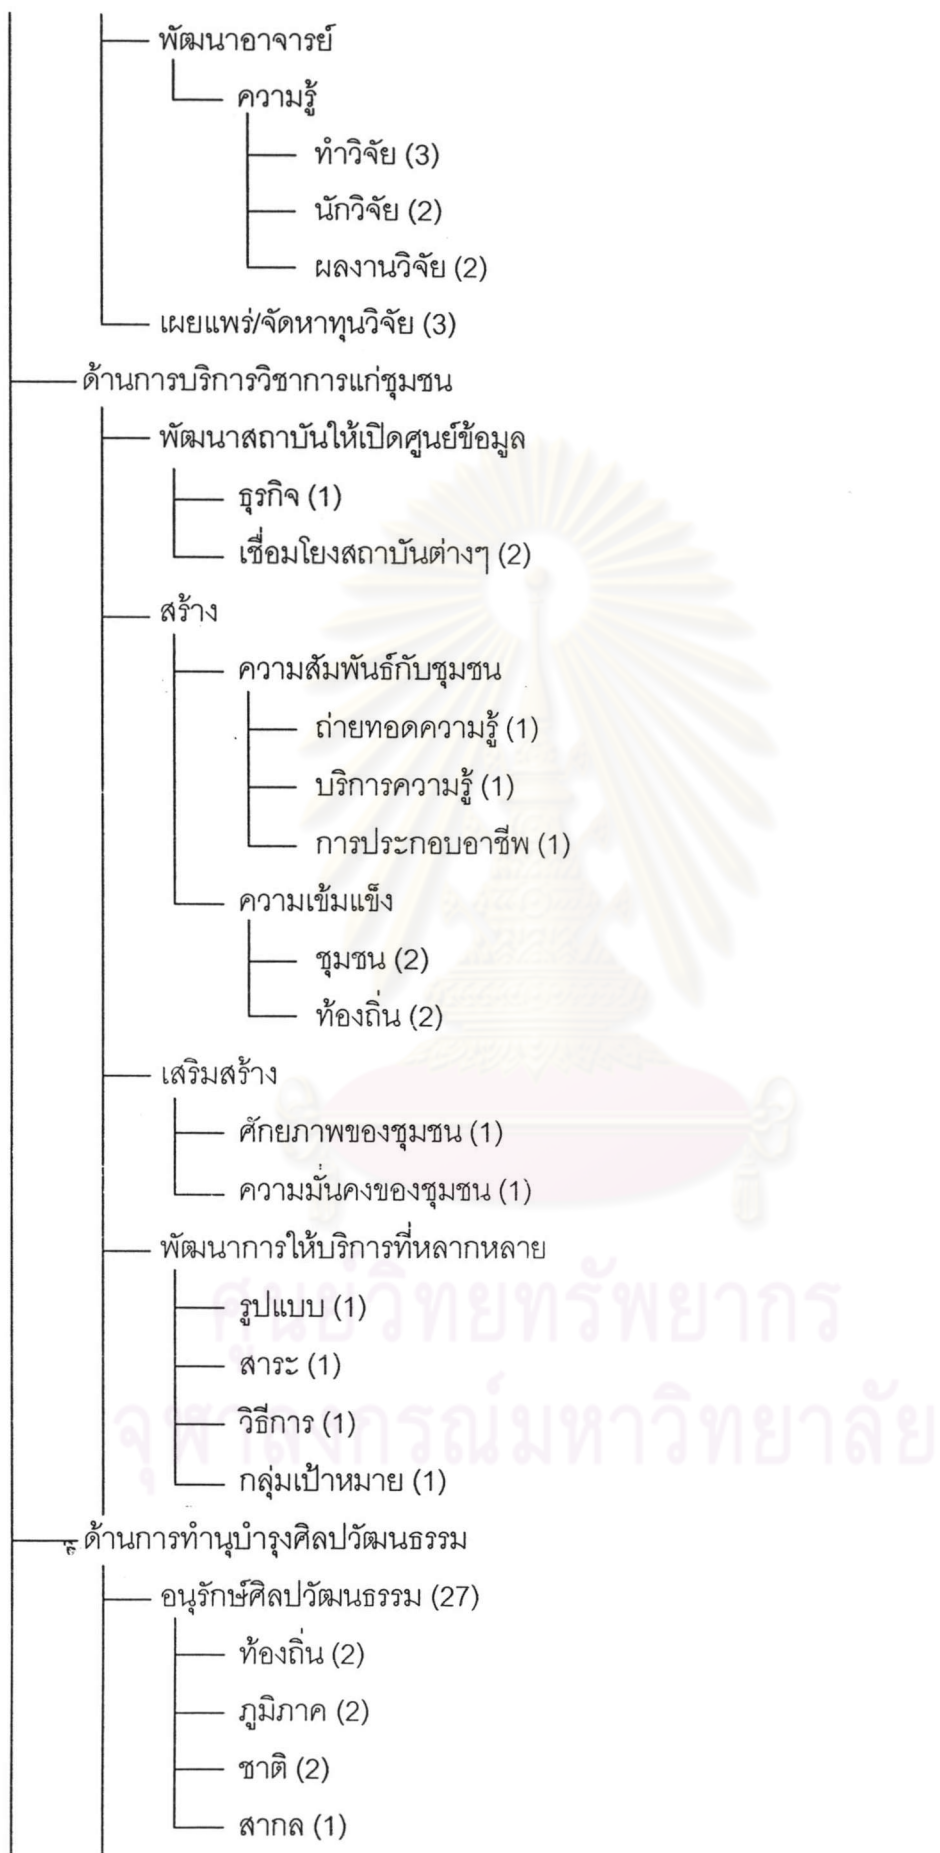 พัฒนาอาจารย์
ความรู้
ทำวิจัย (3)
นักวิจัย (2)
ผลงานวิจัย (2)
เผยแพร่/จัดหาทุนวิจัย (3)
ด้านการบริการวิชาการแก่ชุมชน
พัฒนาสถาบันให้เปิดศูนย์ข้อมูล
ธุรกิจ (1)
เชื่อมโยงสถาบันต่างๆ (2)
สร้าง
ความสัมพันธ์กับชุมชน
ถ่ายทอดความรู้ (1)
บริการความรู้ (1)
การประกอบอาชีพ (1)
ความเข้มแข็ง
ชุมชน (2)
ท้องถิ่น (2)
เสริมสร้าง
ศักยภาพของชุมชน (1)
ความมั่นคงของชุมชน (1)
พัฒนาการให้บริการที่หลากหลาย
รูปแบบ (1)
ศูนย์วิทยทรัพยากร
สาระ (1)
วิธีการ (1)
จุฬาลงกรณ์มหาวิทยาลัย
กลุ่มเป้าหมาย (1)
ด้านการทำนุบำรุงศิลปวัฒนธรรม
อนุรักษ์ศิลปวัฒนธรรม (27)
ท้องถิ่น (2)
ภูมิภาค (2)
ชาติ (2)
สากล (1)